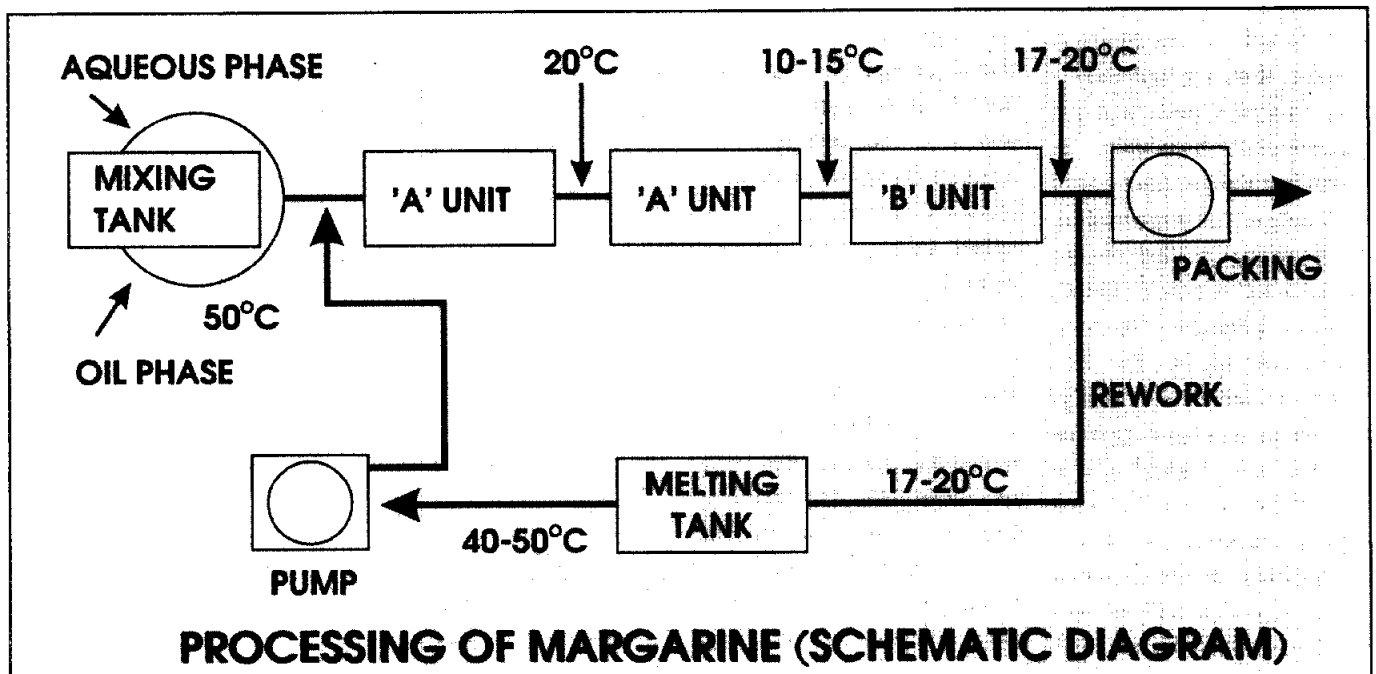 AQUEOUS PHASE
20°C
10-15°C
17-20°C
MIXING
TANK
'A' UNIT
'A' UNIT
'B' UNIT
PACKING
50°C
OIL PHASE
REWORK
MELTING
TANK
17-20°C
40-50°C
PUMP
PROCESSING OF MARGARINE (SCHEMATIC DIAGRAM)